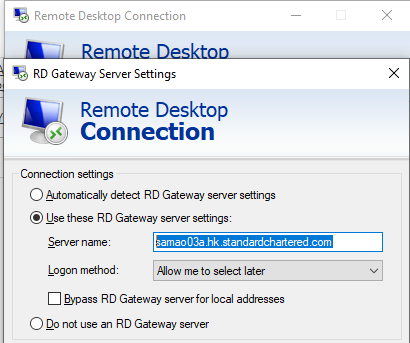 Remote Desktop Connection
RD Gateway Server Settings
Remote Desktop
Connection
Connection settings
Automatically detect RD Gateway server settings
Use these RD Gateway server settings:
Server name: samao03a.hk.standardchartered.com
Logon method: Allow me to select later
Bypass RD Gateway server for local addresses
Do not use an RD Gateway server